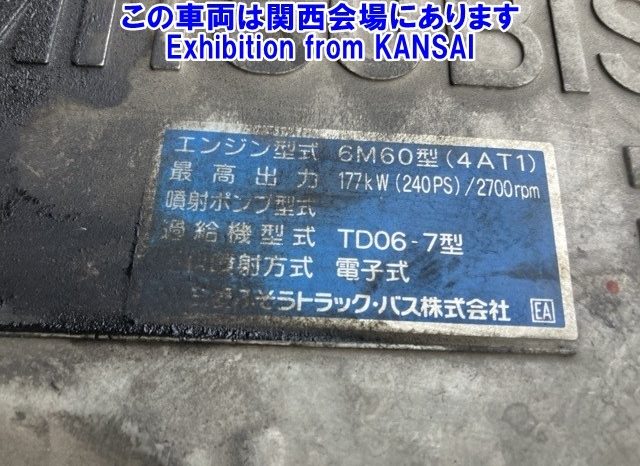 この車両は関西会場にあります
Exhibition from KANSAI
エンジン型式 6M60型(4AT1)
最高出力 177kW(240PS)/2700rpm
噴射ポンプ型式
過給機型式 TD06-7型
噴射方式 電子式
ふそうトラック・バス株式会社 EA